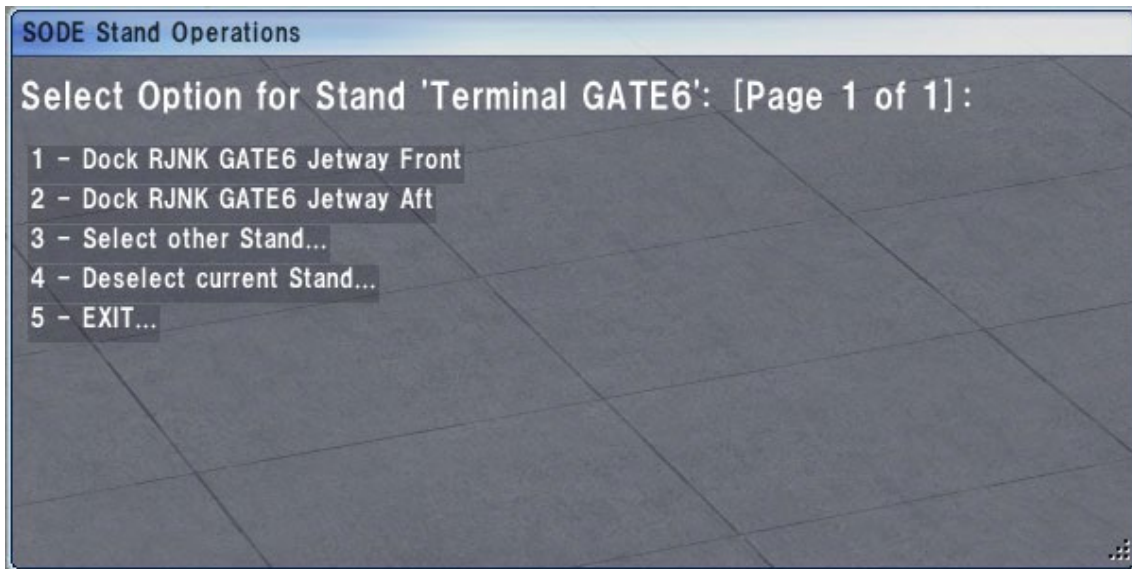 SODE Stand Operations
Select Option for Stand 'Terminal GATE6': [Page 1 of 1]:
1 - Dock RJNK GATE6 Jetway Front
2 - Dock RJNK GATE6 Jetway Aft
3 - Select other Stand...
4 - Deselect current Stand...
5 - EXIT...